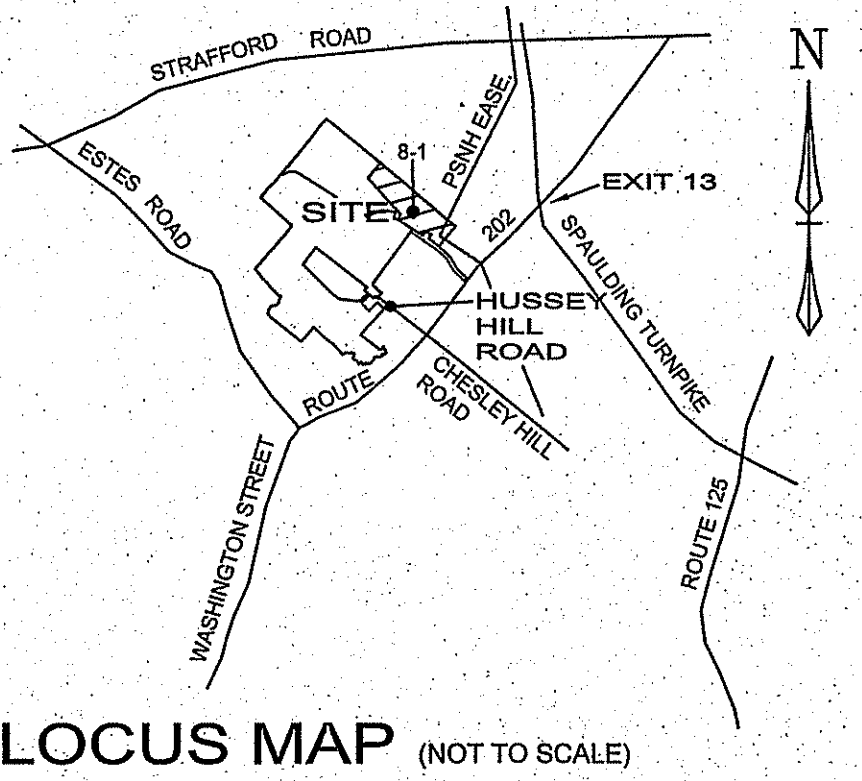 STRAFFORD ROAD
N
ESTES ROAD
8-1
PSNH EASE.
SITE
EXIT 13
202
SPAULDING TURNPIKE
HUSSEY
HILL
ROAD
ROUTE
CHESLEY HILL
ROAD
WASHINGTON STREET
ROUTE 125
LOCUS MAP (NOT TO SCALE)